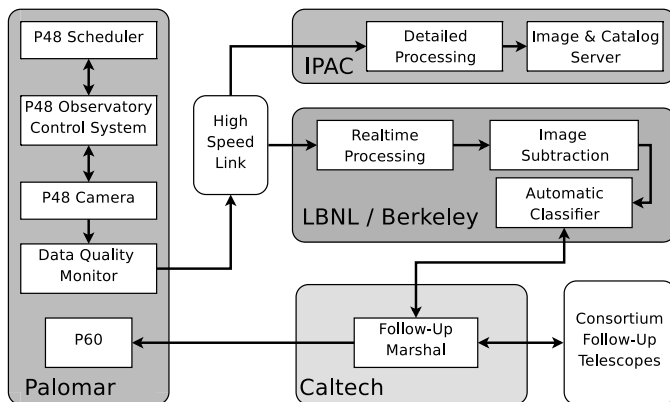 P48 Scheduler
P48 Observatory
Control System
P48 Camera
Data Quality
Monitor
P60
Palomar
High
Speed
Link
Detailed
Processing
Image & Catalog
Server
IPAC
Realtime
Processing
Image
Subtraction
Automatic
Classifier
LBNL / Berkeley
Follow-Up
Marshal
Caltech
Consortium
Follow-Up
Telescopes